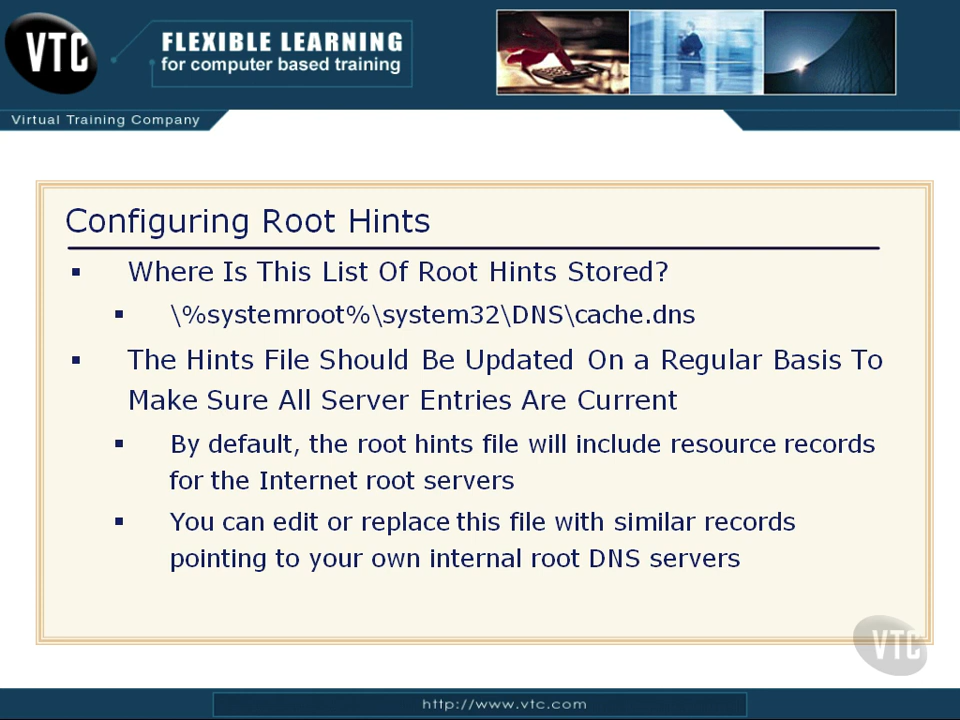 VTC
FLEXIBLE LEARNING
for computer based training
Virtual Training Company
Configuring Root Hints
▪ Where Is This List Of Root Hints Stored?
▪ \%systemroot%\system32\DNS\cache.dns
▪ The Hints File Should Be Updated On a Regular Basis To
Make Sure All Server Entries Are Current
▪ By default, the root hints file will include resource records
for the Internet root servers
▪ You can edit or replace this file with similar records
pointing to your own internal root DNS servers
VTC
http://www.vtc.com